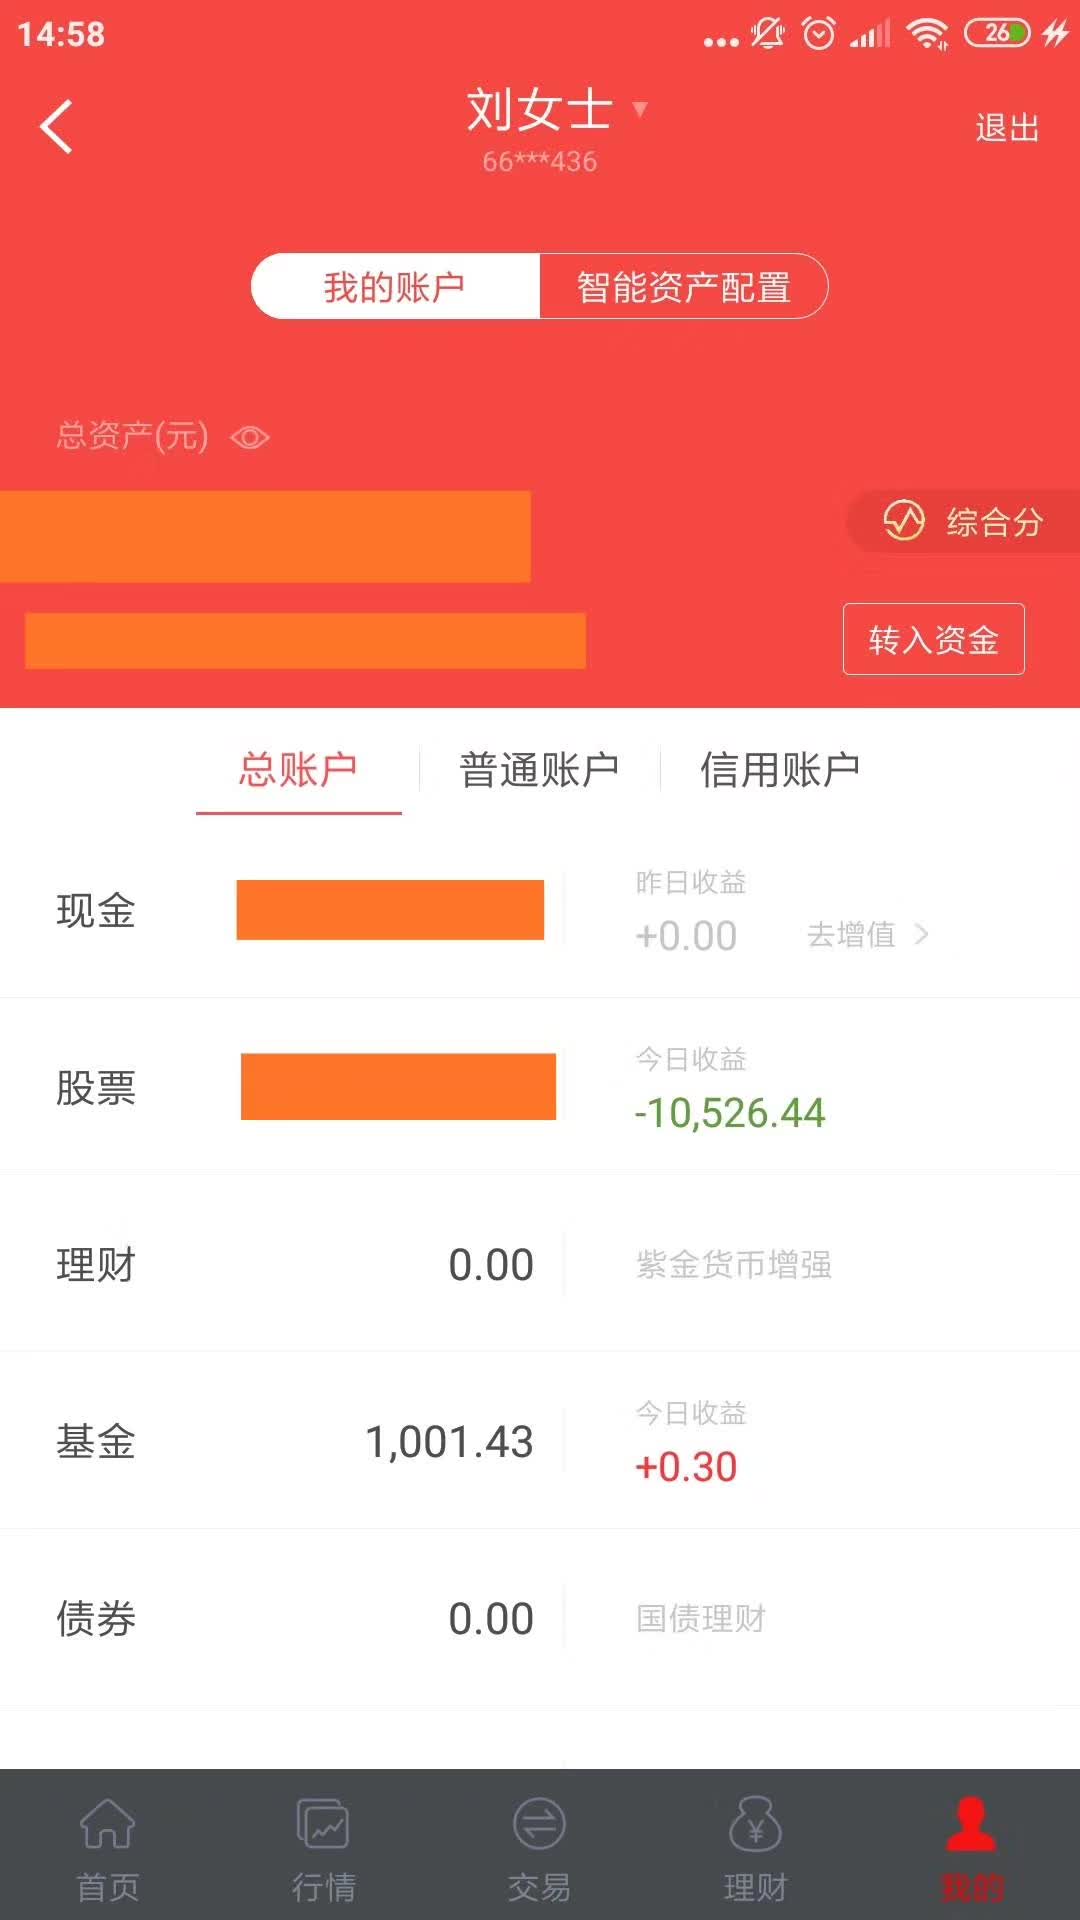 14:58
26
刘女士
退出
66***436
我的账户 智能资产配置
总资产(元)
综合分
转入资金
总账户 普通账户 信用账户
现金
昨日收益
+0.00 去增值
股票
今日收益
-10,526.44
理财 0.00 紫金货币增强
基金 1,001.43
今日收益
+0.30
债券 0.00 国债理财
首页 行情 交易 理财 我的